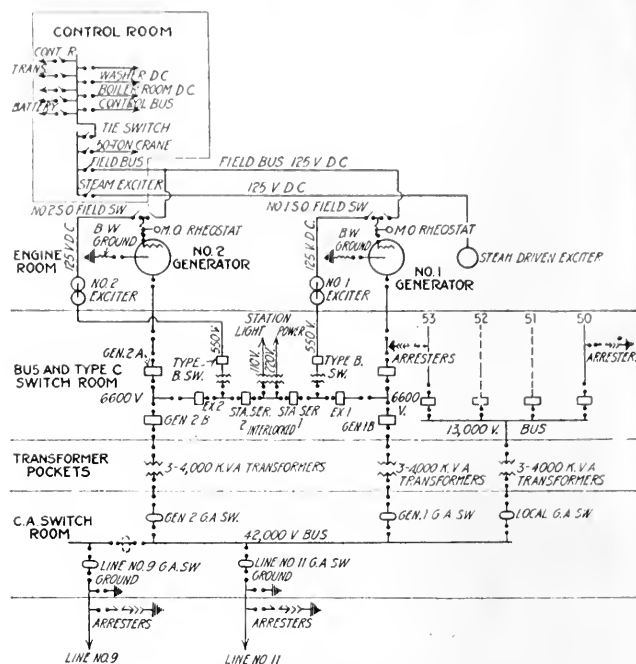 CONTROL ROOM
CONT. R.
TRANS
WASHER D C
BOILER ROOM D C
CONTROL BUS
BATTERY
TIE SWITCH
50-TON CRANE
FIELD BUS
FIELD BUS 125 V D C
STEAM EXCITER
125 V D.C.
NO 2 S O FIELD SW
NO 1 S O FIELD SW
M.O RHEOSTAT
M.O RHEOSTAT
B W GROUND
B W GROUND
125 V D.C.
125 V D.C.
ENGINE ROOM
NO. 2 GENERATOR
NO. 1 GENERATOR
STEAM DRIVEN EXCITER
NO. 2 EXCITER
NO. 1 EXCITER
STATION
LIGHT
POWER
550V
110V.
220V.
550V
53
52
51
50
GEN. 2 A.
TYPE B. SW.
TYPE B. SW.
ARRESTERS
ARRESTERS
BUS AND TYPE C
SWITCH ROOM
6600 V
6600 V.
EX 2
STA. SER 2
INTERLOCKED
STA SER 1
EX 1
GEN 2 B
GEN 1B
13,000 V. BUS
TRANSFORMER
POCKETS
3-4,000 K.V A TRANSFORMERS
3-4000 K.V A TRANSFORMERS
3-4000 K.V A TRANSFORMERS
C.A. SWITCH
ROOM
GEN 2 G.A SW.
GEN. 1 G.A SW
LOCAL G.A SW
42,000 V BUS
LINE NO. 9 G.A. SW
LINE NO 11 G.A. SW
GROUND
GROUND
ARRESTERS
ARRESTERS
LINE NO. 9
LINE NO 11